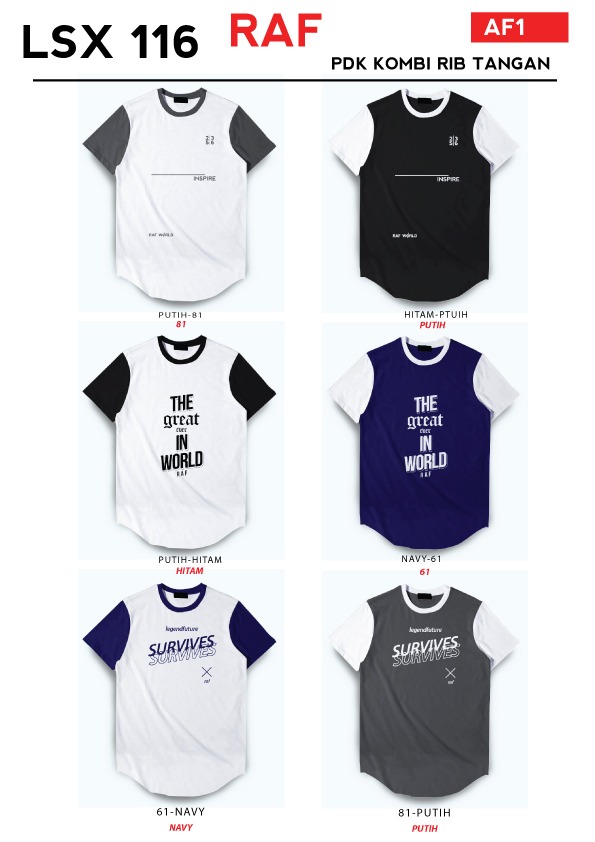 LSX 116
RAF
AF1
PDK KOMBI RIB TANGAN
INSPIRE
RAF WORLD
PUTIH-81
81
INSPIRE
RAF WORLD
HITAM-PTUIH
PUTIH
THE
great
ever
IN
WORLD
RAF
PUTIH-HITAM
HITAM
THE
great
ever
IN
WORLD
RAF
NAVY-61
61
legendfuture
SURVIVES
SURVIVES
raf
61-NAVY
NAVY
legendfuture
SURVIVES
SURVIVES
raf
81-PUTIH
PUTIH